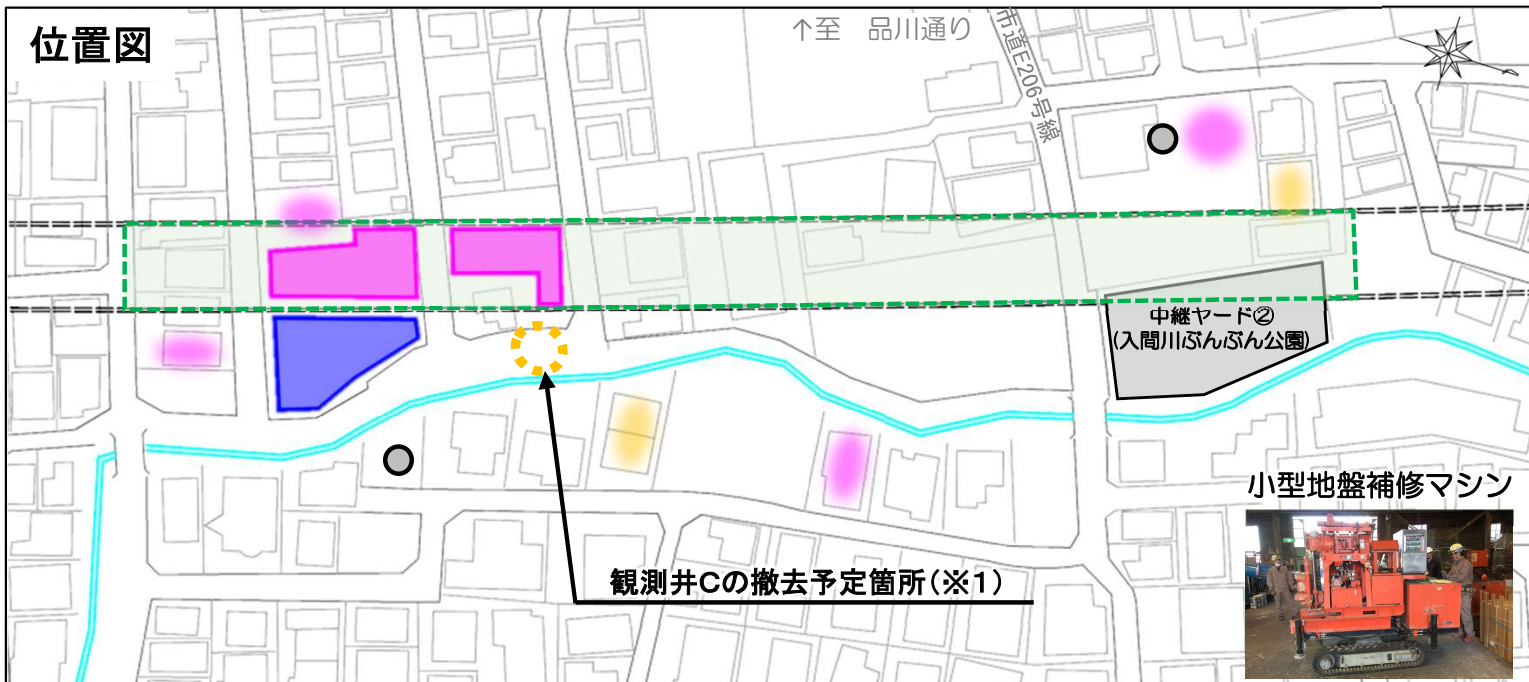 位置図
↑至　品川通り
市道E206号線
中継ヤード②
(入間川ぶんぶん公園)
小型地盤補修マシン
観測井Cの撤去予定箇所(※1)